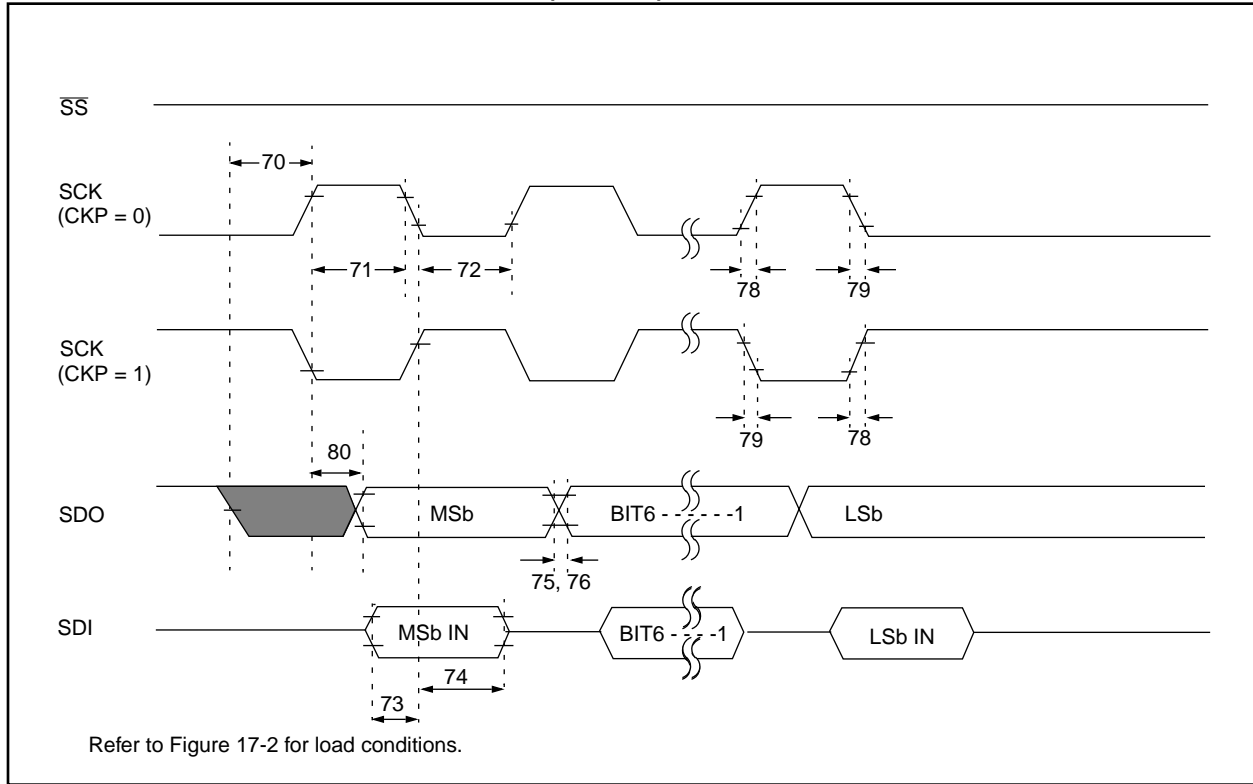 SS
70
SCK
(CKP = 0)
71
72
78
79
SCK
(CKP = 1)
79
78
80
SDO
MSb
BIT6 - - - - - -1
LSb
75, 76
SDI
MSb IN
BIT6 - - - - -1
LSb IN
74
73
Refer to Figure 17-2 for load conditions.